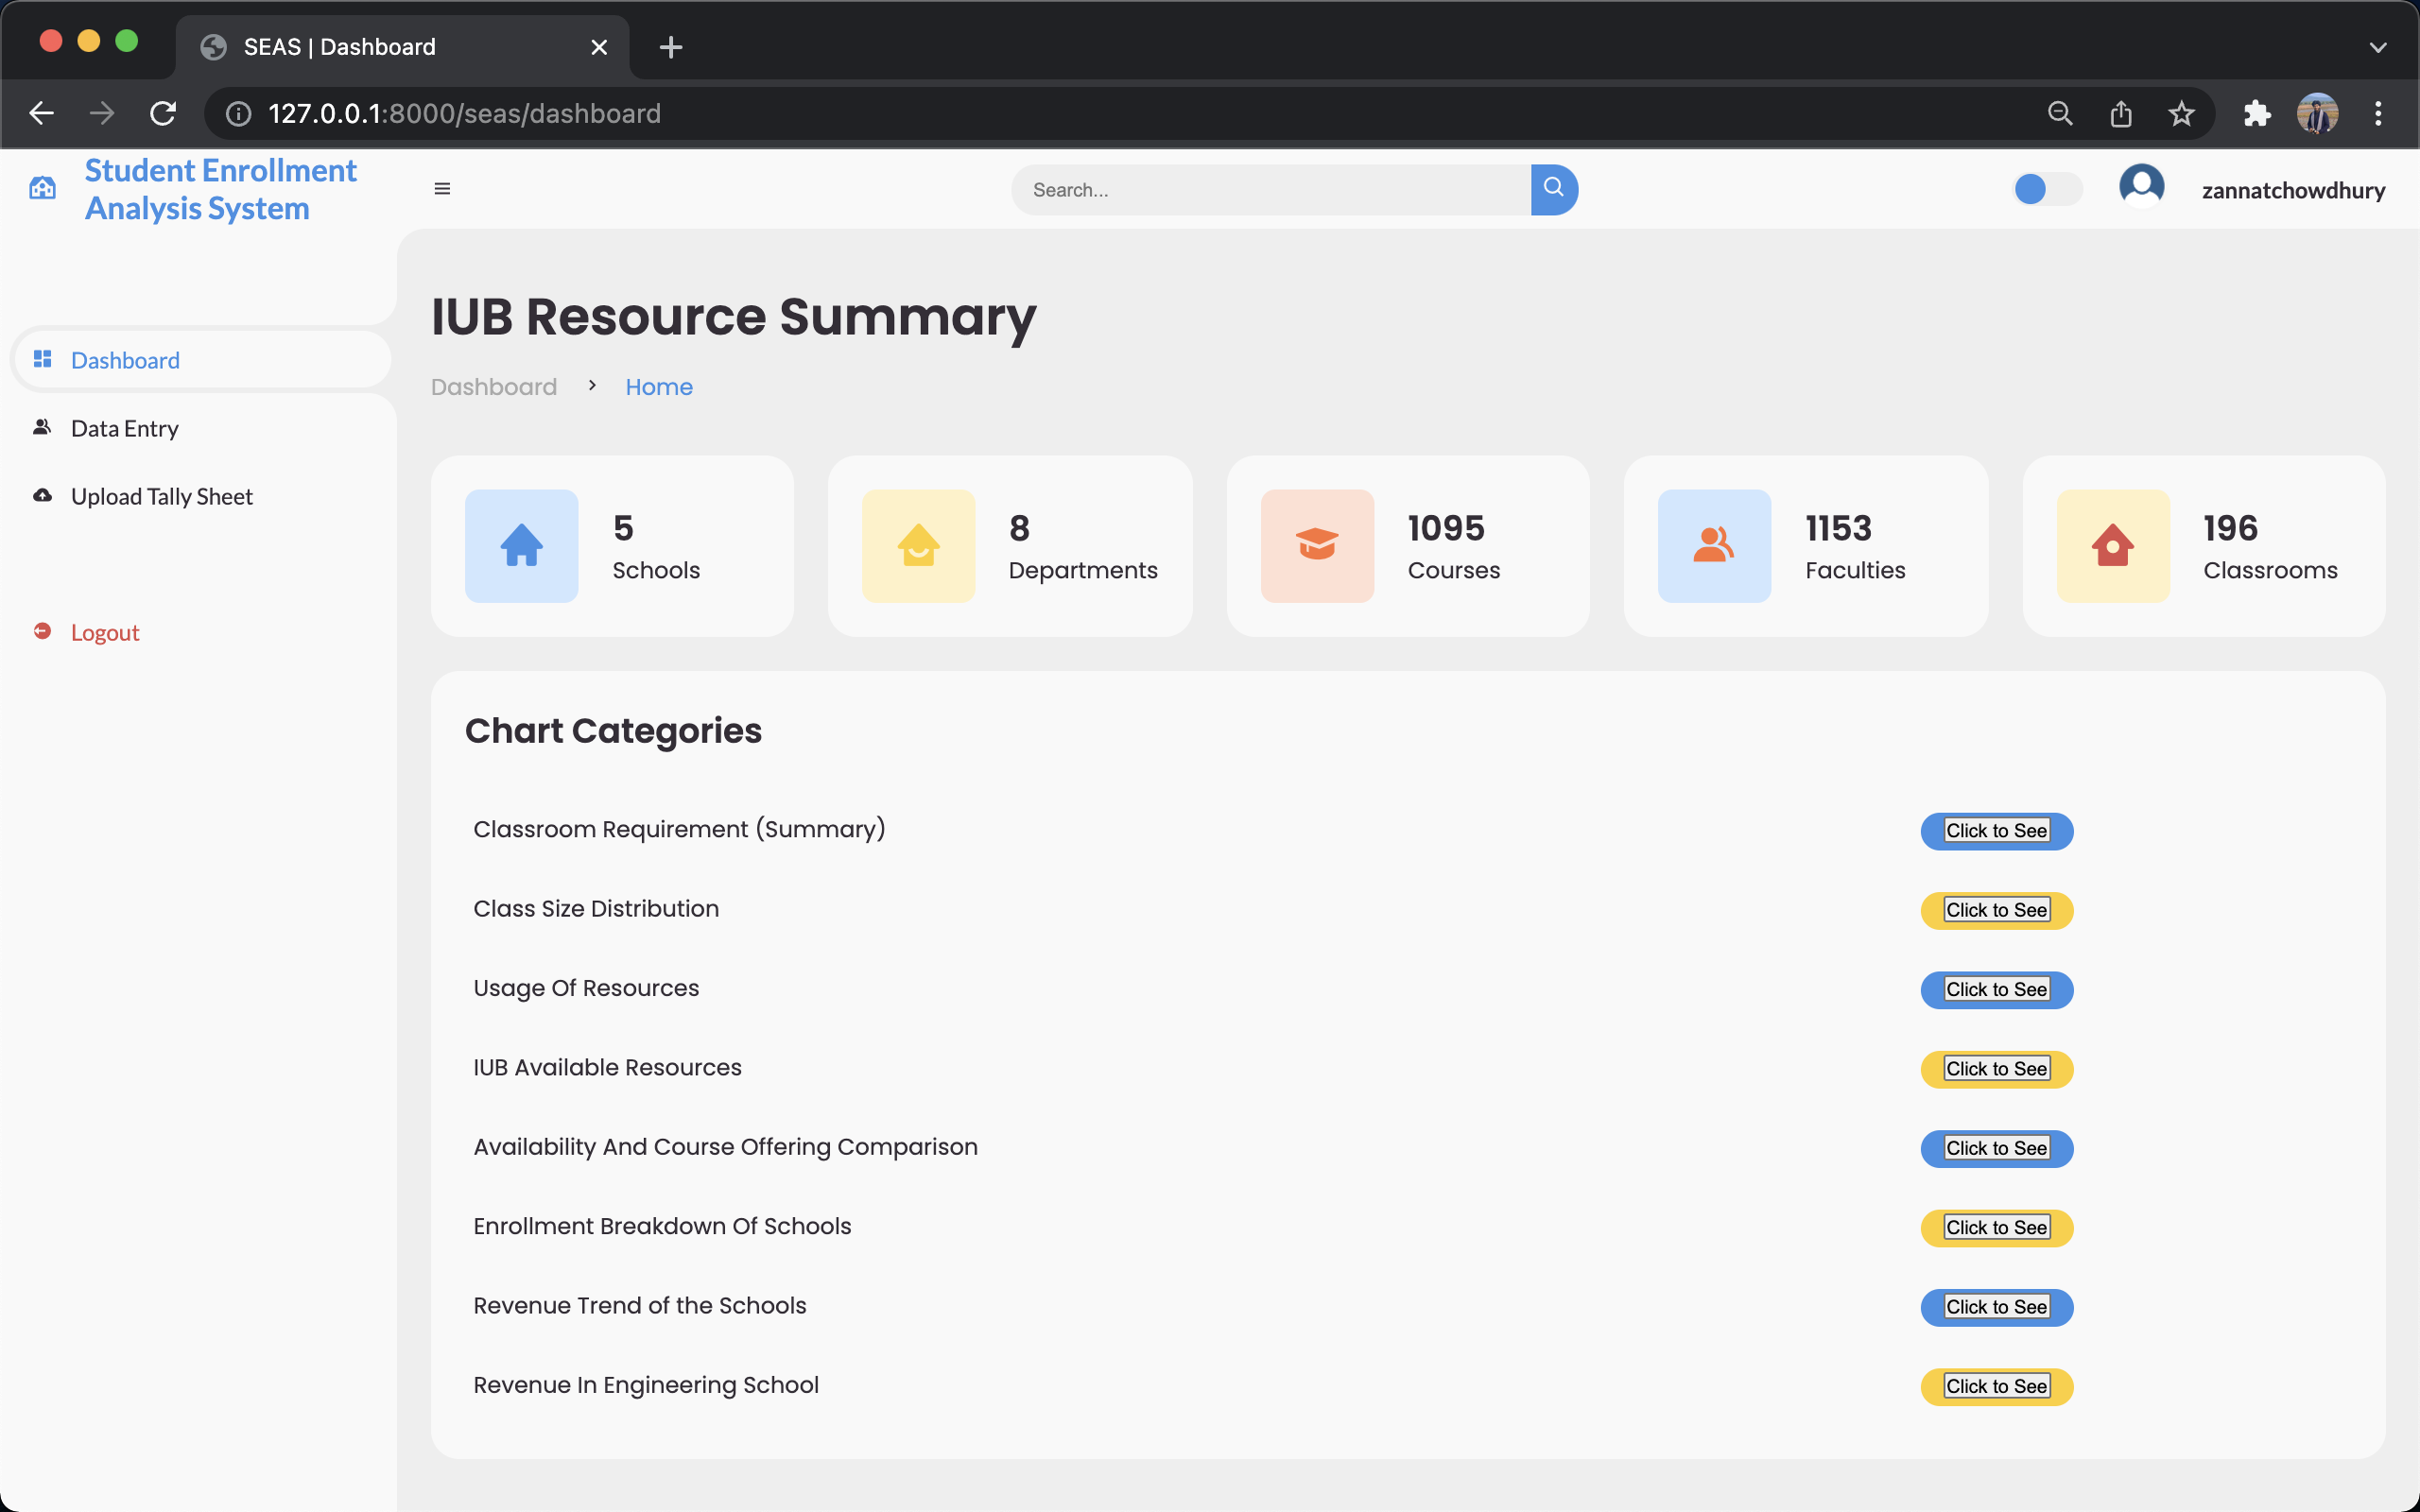 SEAS | Dashboard
127.0.0.1:8000/seas/dashboard
Student Enrollment
Analysis System
Search...
zannatchowdhury
Dashboard
Data Entry
Upload Tally Sheet
Logout
IUB Resource Summary
Dashboard > Home
5
Schools
8
Departments
1095
Courses
1153
Faculties
196
Classrooms
Chart Categories
Classroom Requirement (Summary) Click to See
Class Size Distribution Click to See
Usage Of Resources Click to See
IUB Available Resources Click to See
Availability And Course Offering Comparison Click to See
Enrollment Breakdown Of Schools Click to See
Revenue Trend of the Schools Click to See
Revenue In Engineering School Click to See